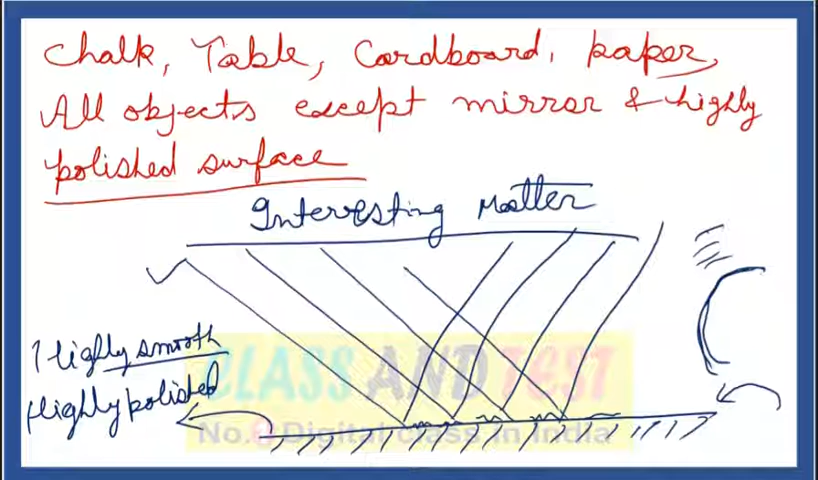 Chalk, Table, Cardboard, paper,
All objects except mirror & highly
polished surface
Interesting Matter
Highly smooth
Highly polished
CLASS AND TEST
No.1 Digital class in India